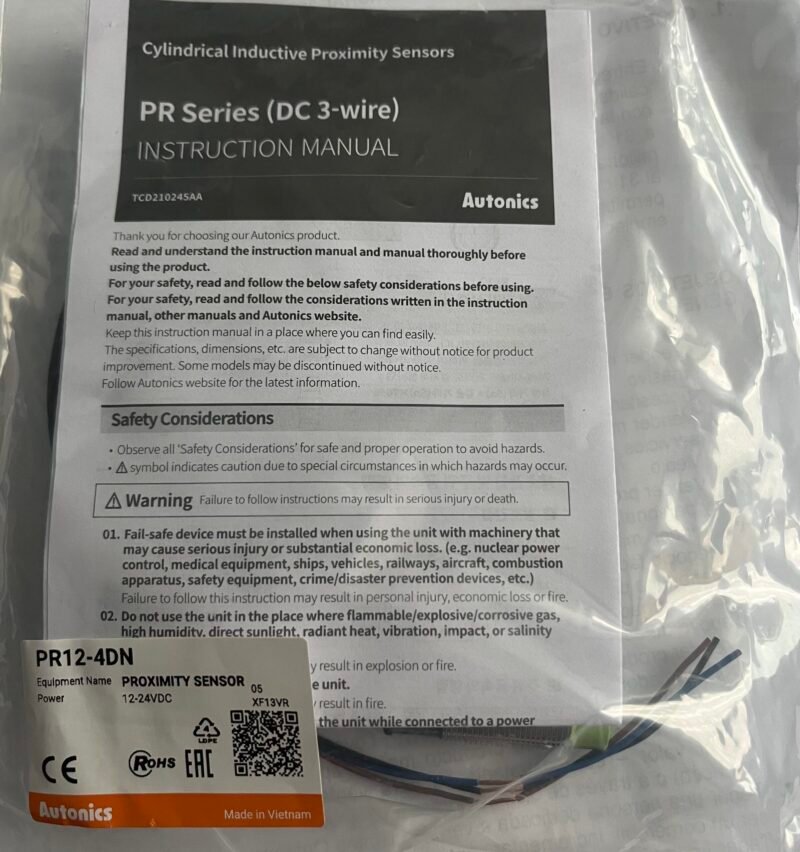 Cylindrical Inductive Proximity Sensors
PR Series (DC 3-wire)
INSTRUCTION MANUAL
TCD210245AA
Autonics
Thank you for choosing our Autonics product.
Read and understand the instruction manual and manual thoroughly before
using the product.
For your safety, read and follow the below safety considerations before using.
For your safety, read and follow the considerations written in the instruction
manual, other manuals and Autonics website.
Keep this instruction manual in a place where you can find easily.
The specifications, dimensions, etc. are subject to change without notice for product
improvement. Some models may be discontinued without notice.
Follow Autonics website for the latest information.
Safety Considerations
• Observe all 'Safety Considerations' for safe and proper operation to avoid hazards.
• ⚠ symbol indicates caution due to special circumstances in which hazards may occur.
⚠ Warning Failure to follow instructions may result in serious injury or death.
01. Fail-safe device must be installed when using the unit with machinery that
may cause serious injury or substantial economic loss. (e.g. nuclear power
control, medical equipment, ships, vehicles, railways, aircraft, combustion
apparatus, safety equipment, crime/disaster prevention devices, etc.)
Failure to follow this instruction may result in personal injury, economic loss or fire.
02. Do not use the unit in the place where flammable/explosive/corrosive gas,
high humidity, direct sunlight, radiant heat, vibration, impact, or salinity
y result in explosion or fire.
e unit.
y result in fire.
the unit while connected to a power
PR12-4DN
Equipment Name PROXIMITY SENSOR
Power 12-24VDC
05
XF13VR
4
LDPE
CE
RoHS
EAC
Autonics
Made in Vietnam